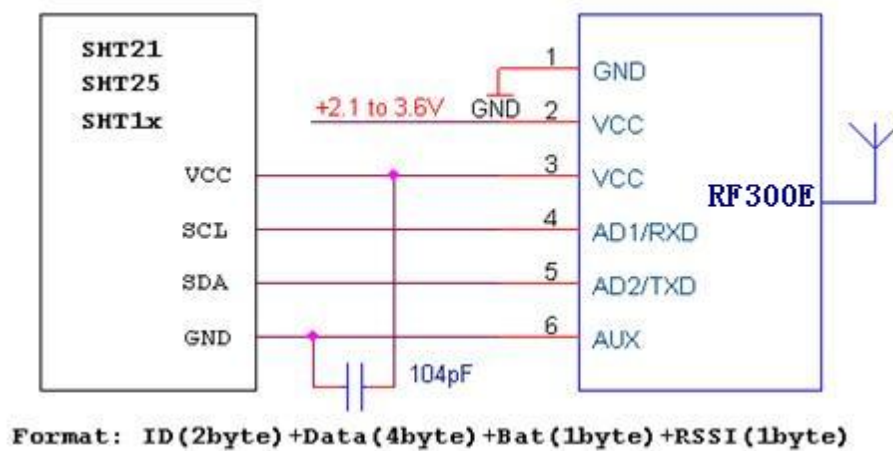 SHT21
SHT25
SHT1x
VCC
SCL
SDA
GND
+2.1 to 3.6V
GND
104pF
1
2
3
4
5
6
GND
VCC
VCC
AD1/RXD
AD2/TXD
AUX
RF300E
Format: ID(2byte)+Data(4byte)+Bat(1byte)+RSSI(1byte)